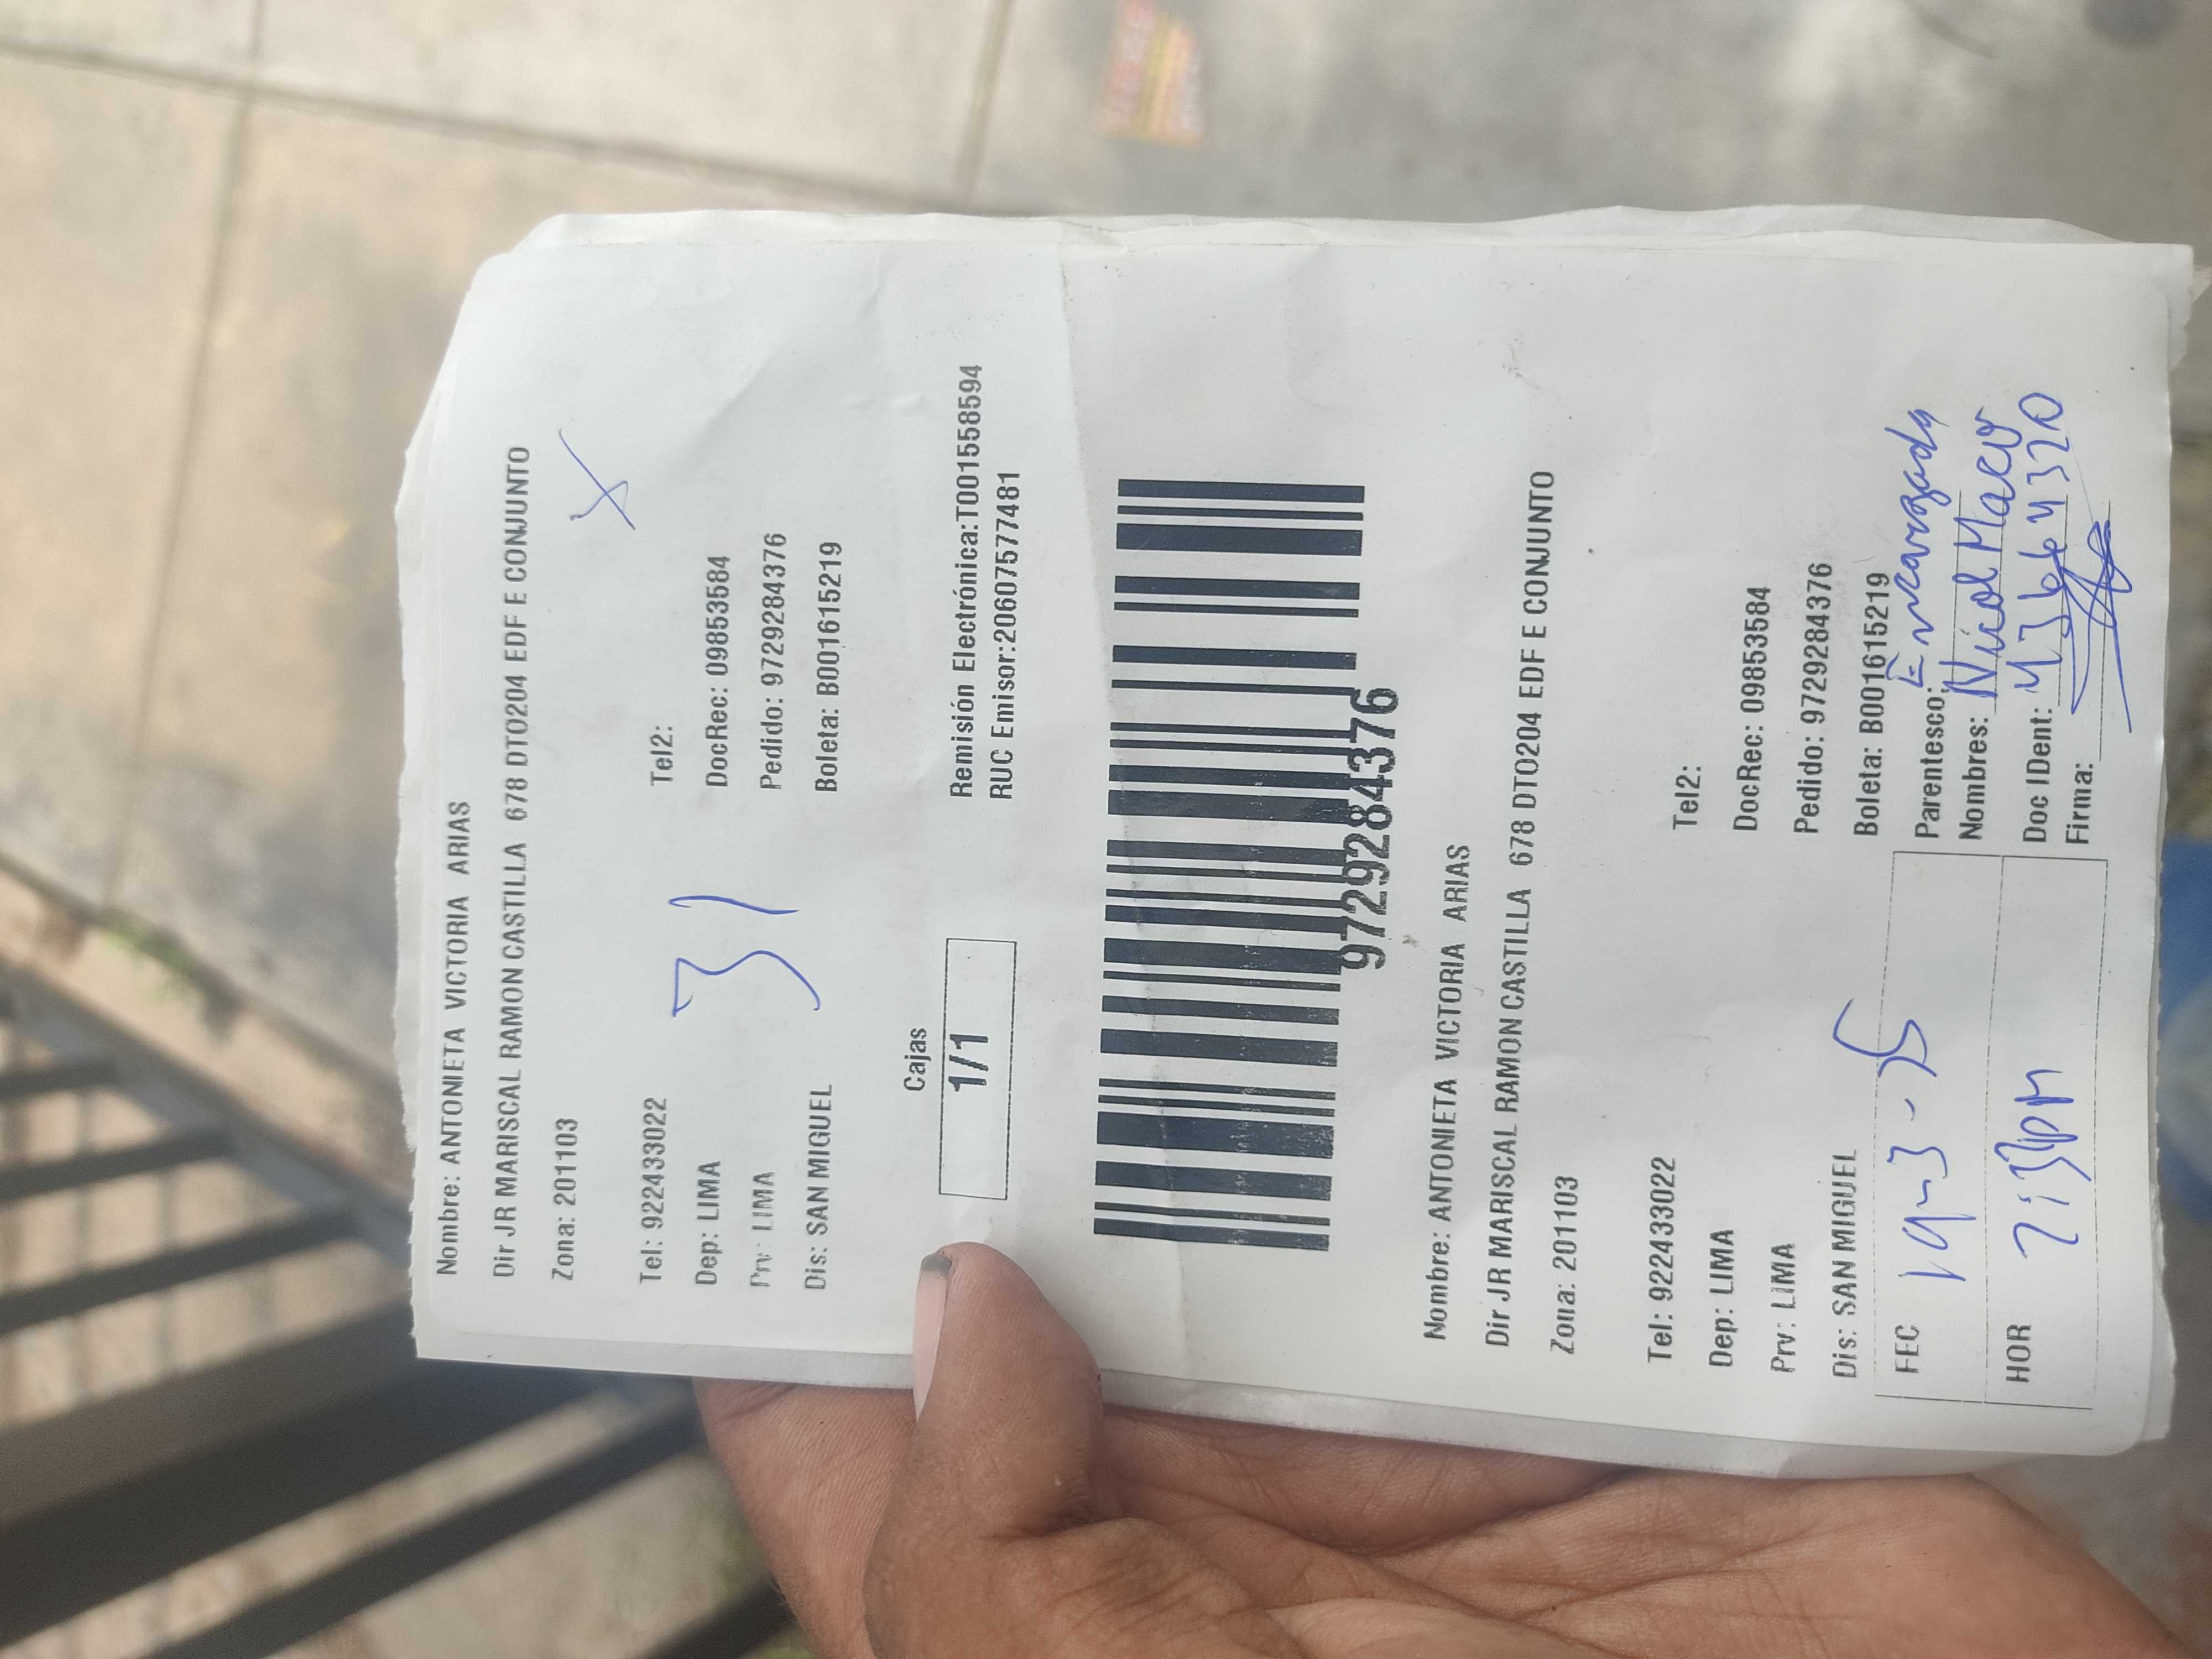 Nombre: ANTONIETA VICTORIA ARIAS
Dir JR MARISCAL RAMON CASTILLA 678 DTO204 EDF E CONJUNTO
Zona: 201103
Tel: 922433022 Tel2:
Dep: LIMA DocRec: 09853584
Prv: LIMA Pedido: 9729284376
Dis: SAN MIGUEL Boleta: B001615219
31
Cajas
1/1
Remisión Electrónica:T001558594
RUC Emisor:20607577481
9729284376
Nombre: ANTONIETA VICTORIA ARIAS
Dir JR MARISCAL RAMON CASTILLA 678 DTO204 EDF E CONJUNTO
Zona: 201103
Tel: 922433022 Tel2:
Dep: LIMA DocRec: 09853584
Prv: LIMA Pedido: 9729284376
Dis: SAN MIGUEL Boleta: B001615219
FEC Parentesco: Encargada
Nombres: Nicol
HOR Doc IDent:
Firma: